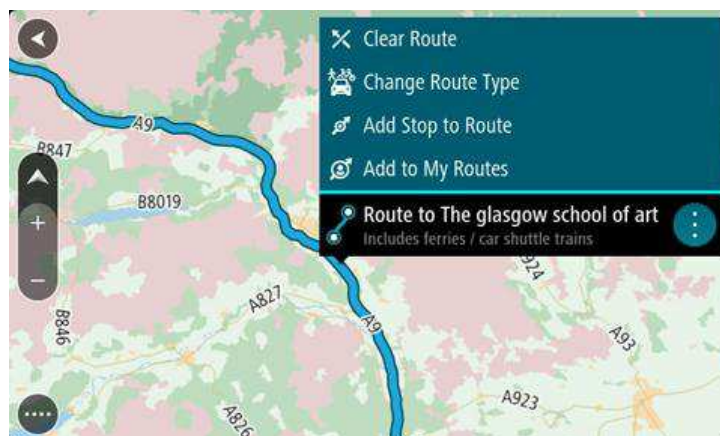 Clear Route
Change Route Type
Add Stop to Route
Add to My Routes
Route to The glasgow school of art
Includes ferries / car shuttle trains
A9
B847
B8019
A827
A9
B846
A924
A93
A923
A826